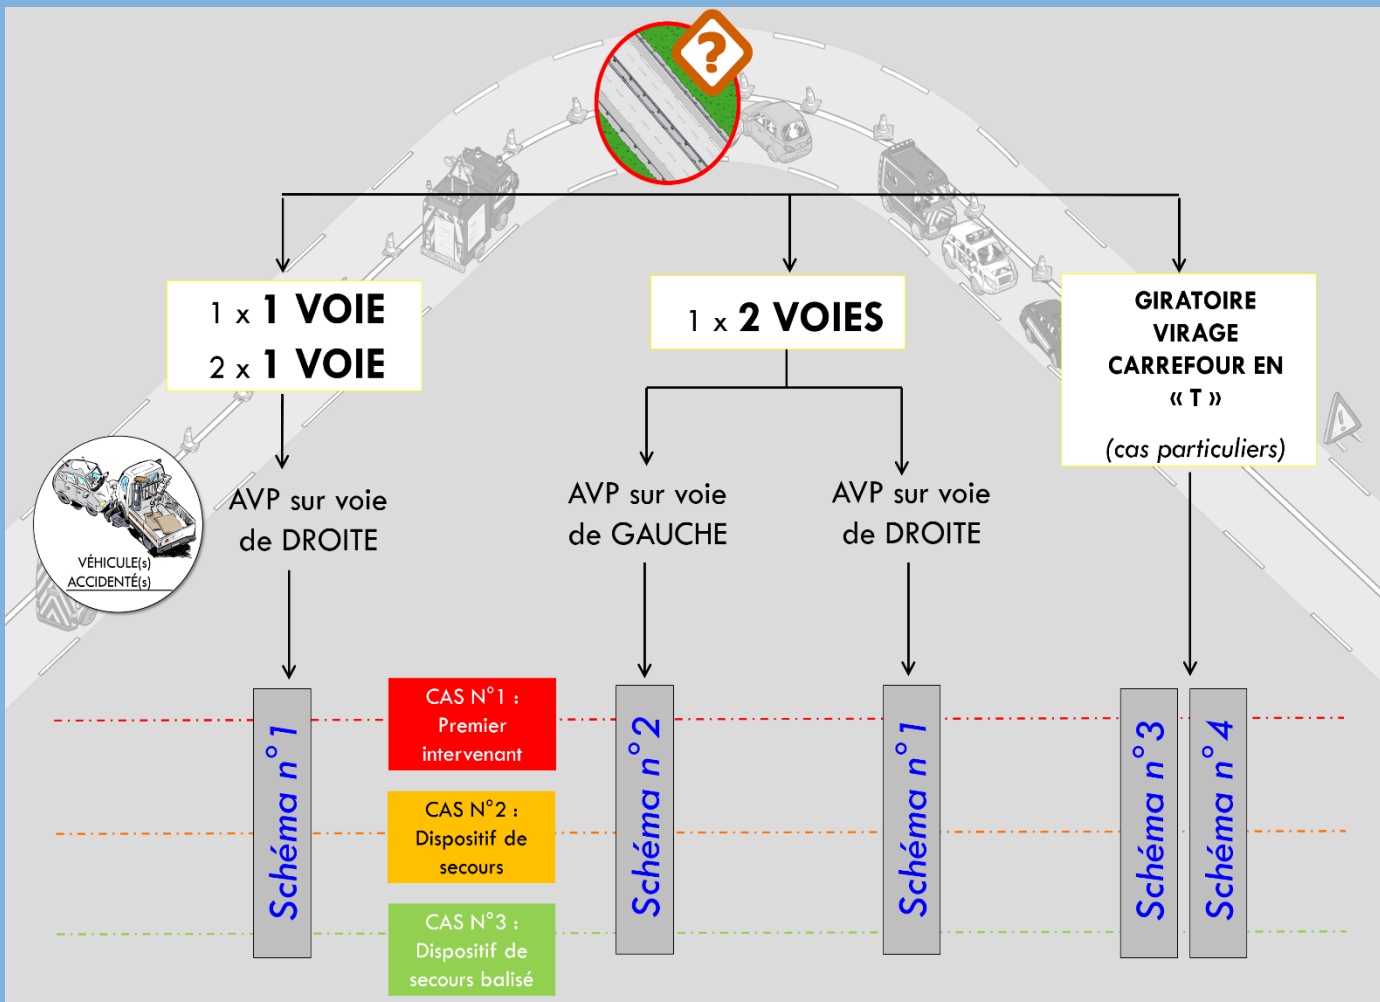 ?
1 x 1 VOIE
2 x 1 VOIE
1 x 2 VOIES
GIRATOIRE
VIRAGE
CARREFOUR EN
« T »
(cas particuliers)
VÉHICULE(s)
ACCIDENTÉ(s)
AVP sur voie
de DROITE
AVP sur voie
de GAUCHE
AVP sur voie
de DROITE
CAS N°1 :
Premier
intervenant
CAS N°2 :
Dispositif de
secours
CAS N°3 :
Dispositif de
secours balisé
Schéma n°1
Schéma n°2
Schéma n°1
Schéma n°3
Schéma n°4